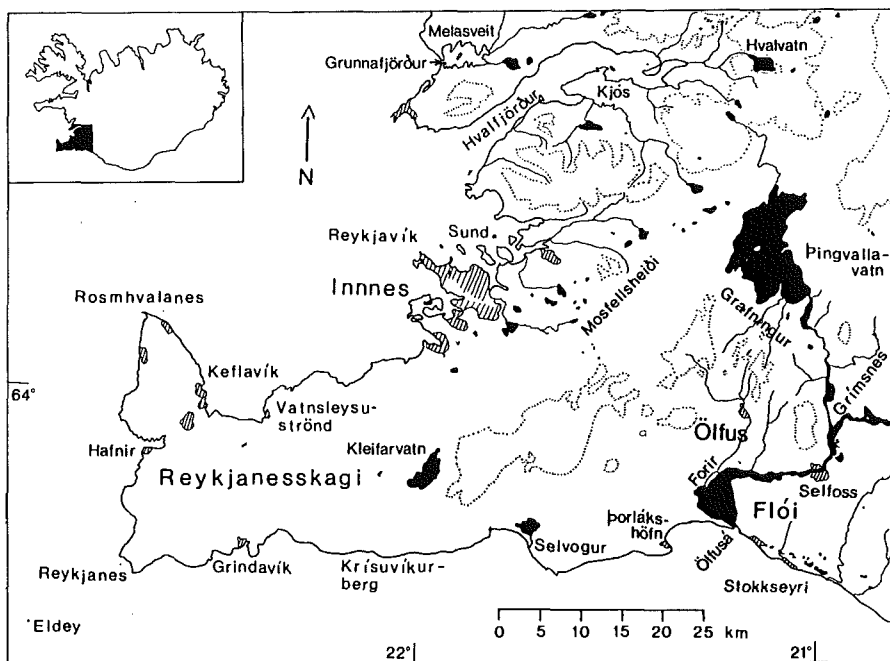 Melasveit
Grunnafjörður
Hvalvatn
Kjós
Hvalfjörður
N
Reykjavík
Sund
Þingvalla-
vatn
Innnes
Mosfellsheiði
Grafningur
Rosmhvalanes
Keflavík
64°
Vatnsleysu-
strönd
Grímsnes
Hafnir
Kleifarvatn
Ölfus
Reykjanesskagi
Forir
Selfoss
Flói
Þorláks-
höfn
Selvogur
Ölfusá
Reykjanes
Grindavík
Krísuvíkur-
berg
Stokkseyri
Eldey
0 5 10 15 20 25 km
22°
21°